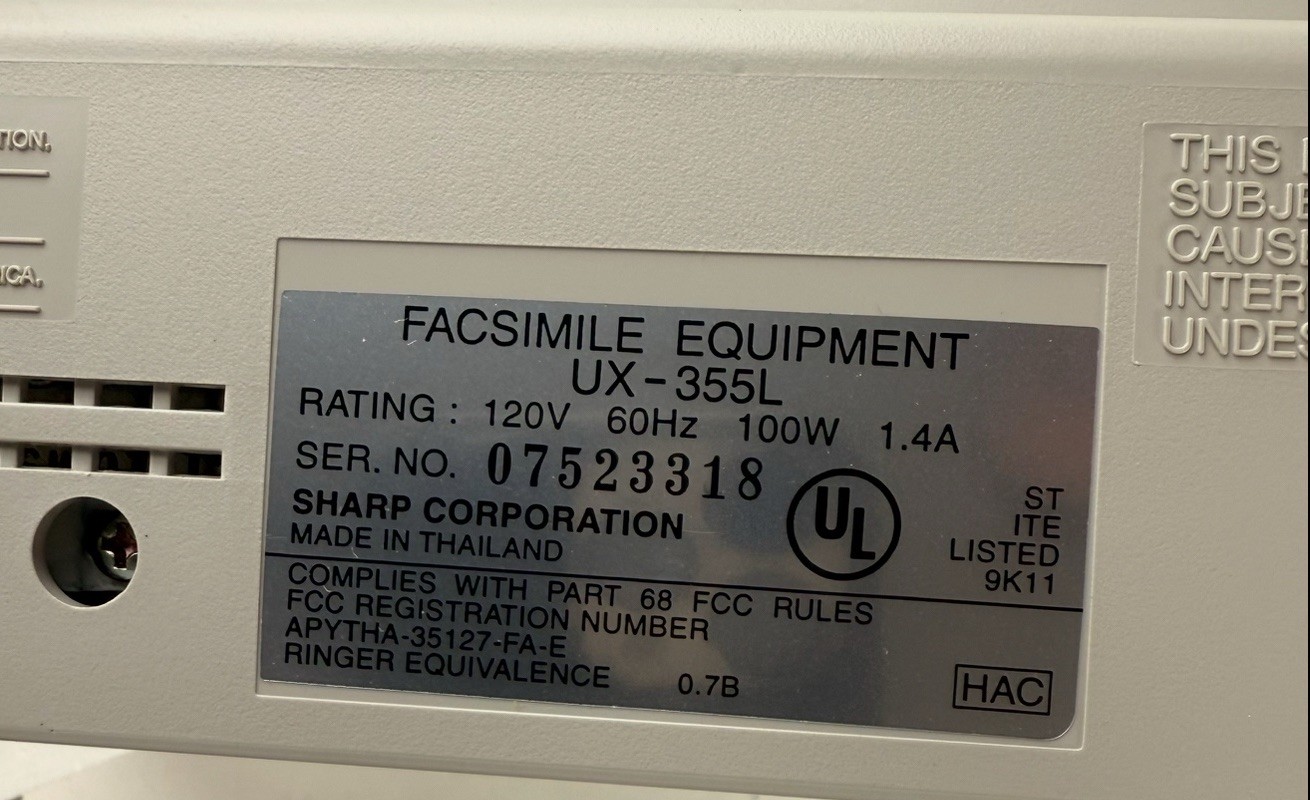 TION.
ICA.
FACSIMILE EQUIPMENT
UX-355L
RATING : 120V 60Hz 100W 1.4A
SER. NO. 07523318
SHARP CORPORATION
MADE IN THAILAND
UL
ST
ITE
LISTED
9K11
COMPLIES WITH PART 68 FCC RULES
FCC REGISTRATION NUMBER
APYTHA-35127-FA-E
RINGER EQUIVALENCE 0.7B
HAC
THIS
SUBJE
CAUSE
INTER
UNDES